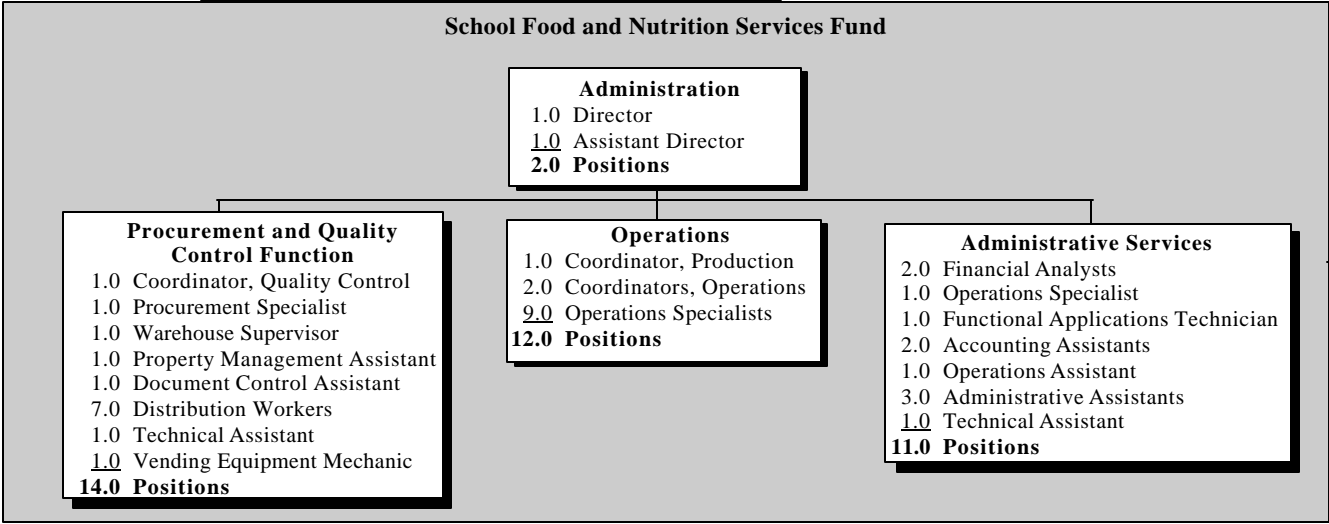 School Food and Nutrition Services Fund
Administration
1.0 Director
1.0 Assistant Director
2.0 Positions
Procurement and Quality
Control Function
1.0 Coordinator, Quality Control
1.0 Procurement Specialist
1.0 Warehouse Supervisor
1.0 Property Management Assistant
1.0 Document Control Assistant
7.0 Distribution Workers
1.0 Technical Assistant
1.0 Vending Equipment Mechanic
14.0 Positions
Operations
1.0 Coordinator, Production
2.0 Coordinators, Operations
9.0 Operations Specialists
12.0 Positions
Administrative Services
2.0 Financial Analysts
1.0 Operations Specialist
1.0 Functional Applications Technician
2.0 Accounting Assistants
1.0 Operations Assistant
3.0 Administrative Assistants
1.0 Technical Assistant
11.0 Positions